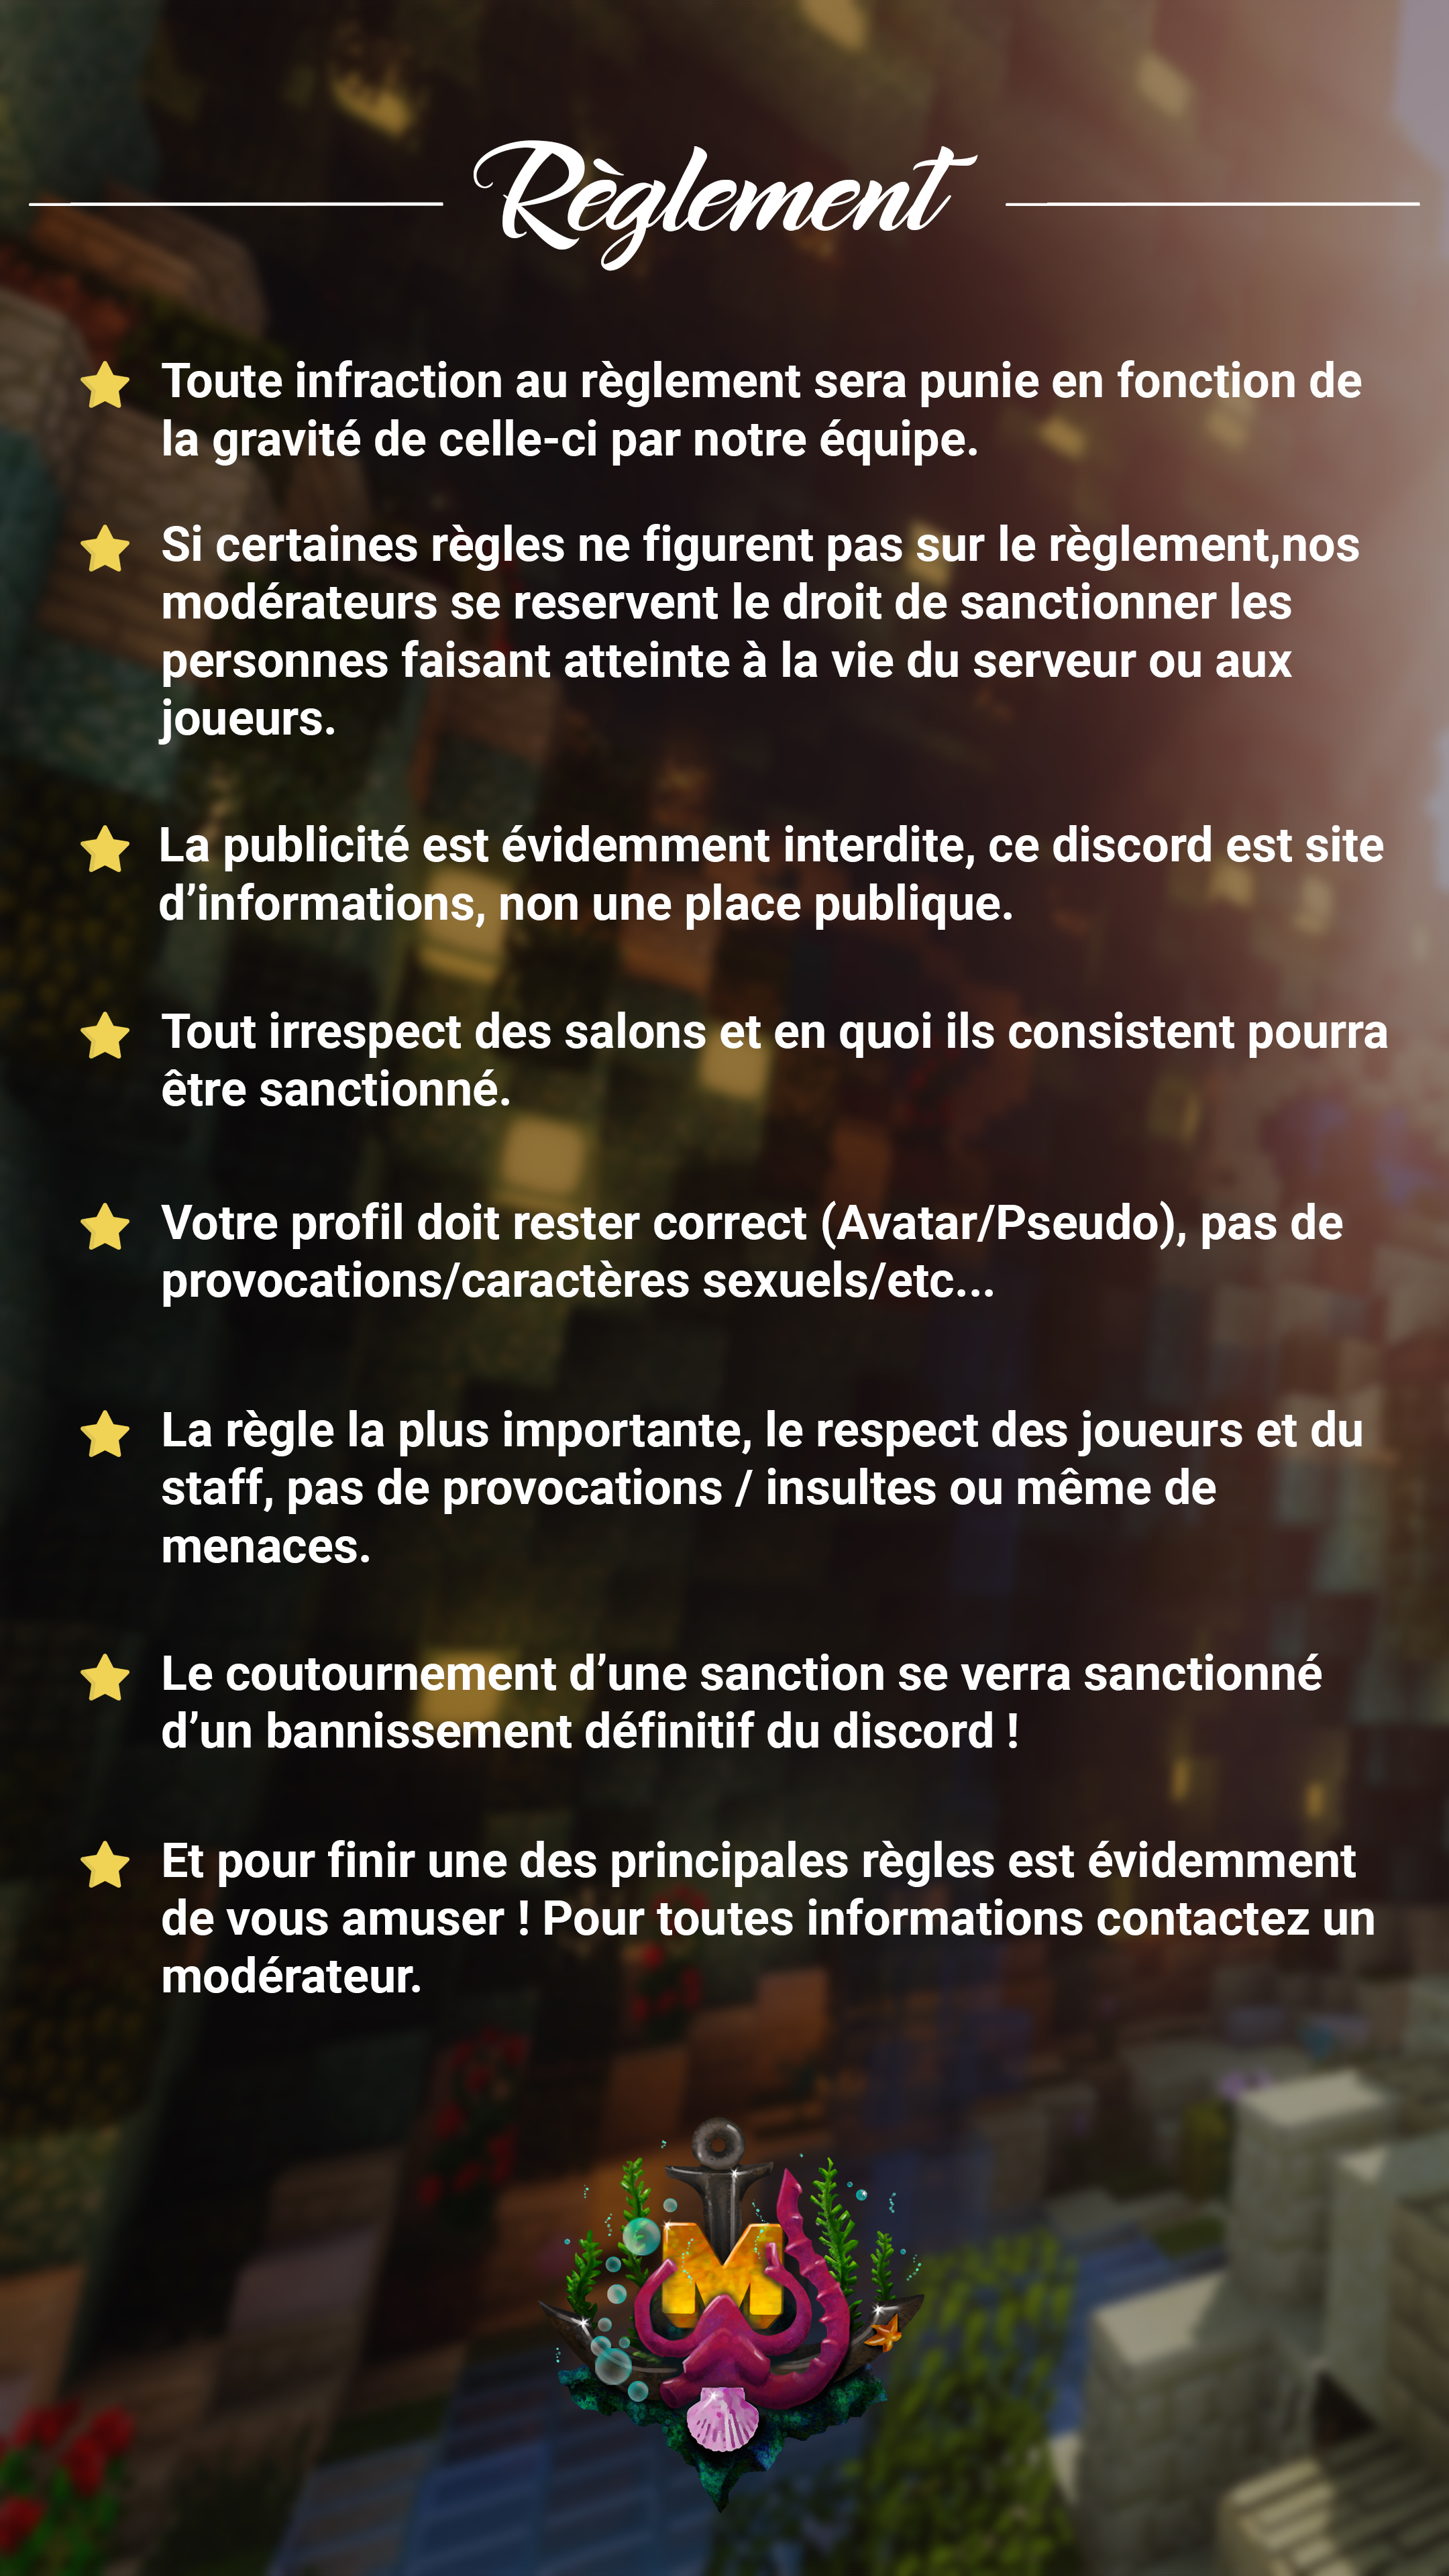 Règlement
Toute infraction au règlement sera punie en fonction de
la gravité de celle-ci par notre équipe.
Si certaines règles ne figurent pas sur le règlement,nos
modérateurs se reservent le droit de sanctionner les
personnes faisant atteinte à la vie du serveur ou aux
joueurs.
La publicité est évidemment interdite, ce discord est site
d’informations, non une place publique.
Tout irrespect des salons et en quoi ils consistent pourra
être sanctionné.
Votre profil doit rester correct (Avatar/Pseudo), pas de
provocations/caractères sexuels/etc...
La règle la plus importante, le respect des joueurs et du
staff, pas de provocations / insultes ou même de
menaces.
Le coutournement d’une sanction se verra sanctionné
d’un bannissement définitif du discord !
Et pour finir une des principales règles est évidemment
de vous amuser ! Pour toutes informations contactez un
modérateur.
M